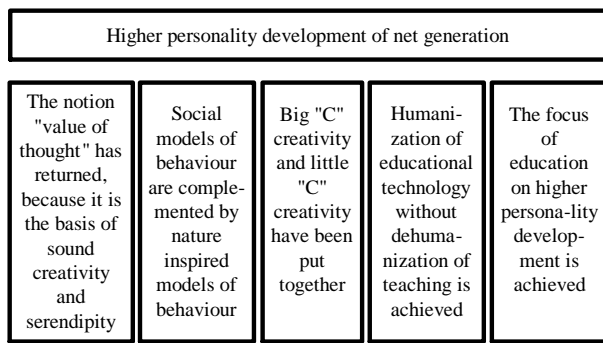 Higher personality development of net generation
The notion
"value of
thought" has
returned,
because it is
the basis of
sound
creativity
and
serendipity
Social
models of
behaviour
are comple-
mented by
nature
inspired
models of
behaviour
Big "C"
creativity
and little
"C"
creativity
have been
put
together
Humani-
zation of
educational
technology
without
dehuma-
nization of
teaching is
achieved
The focus
of
education
on higher
persona-lity
develop-
ment is
achieved